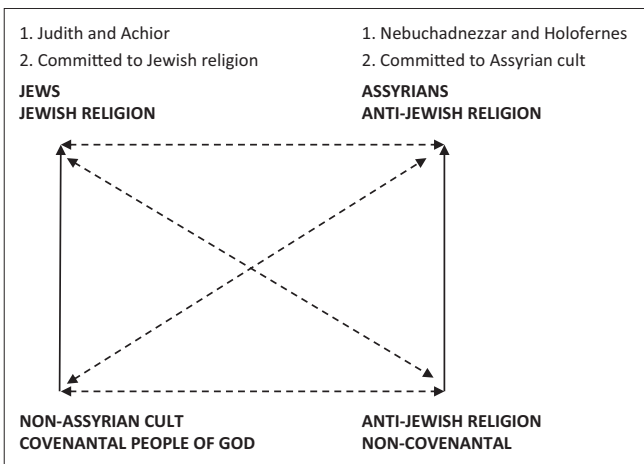 1. Judith and Achior
2. Committed to Jewish religion
JEWS
JEWISH RELIGION
1. Nebuchadnezzar and Holofernes
2. Committed to Assyrian cult
ASSYRIANS
ANTI-JEWISH RELIGION
NON-ASSYRIAN CULT
COVENANTAL PEOPLE OF GOD
ANTI-JEWISH RELIGION
NON-COVENANTAL